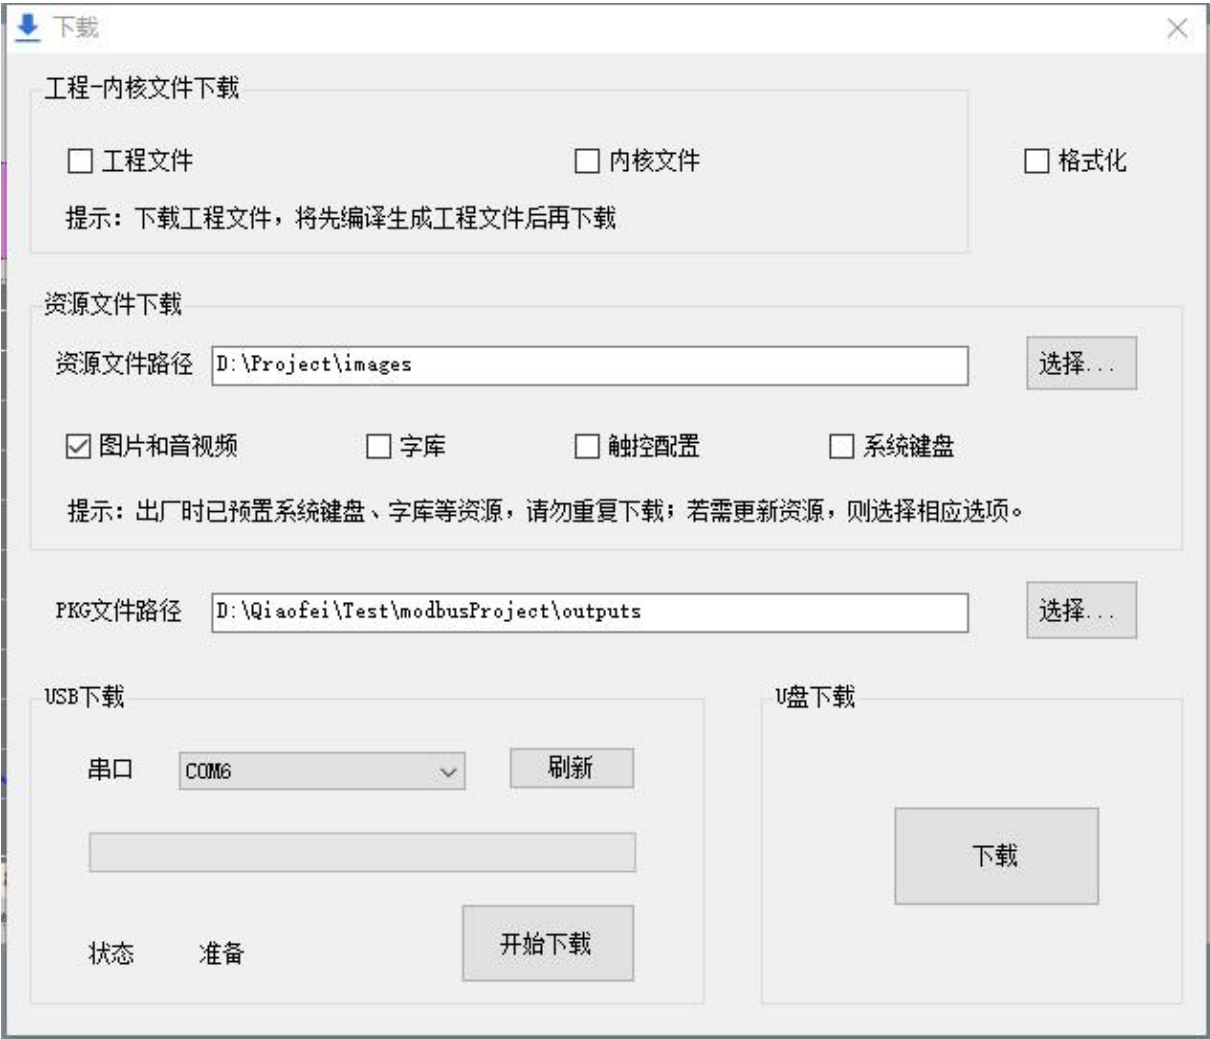 下载
工程-内核文件下载
工程文件 内核文件 格式化
提示：下载工程文件，将先编译生成工程文件后再下载
资源文件下载
资源文件路径 D:\Project\images 选择...
图片和音视频 字库 触控配置 系统键盘
提示：出厂时已预置系统键盘、字库等资源，请勿重复下载；若需更新资源，则选择相应选项。
PKG文件路径 D:\Qiaofei\Test\modbusProject\outputs 选择...
USB下载 U盘下载
串口 COM6 刷新
下载
状态 准备 开始下载